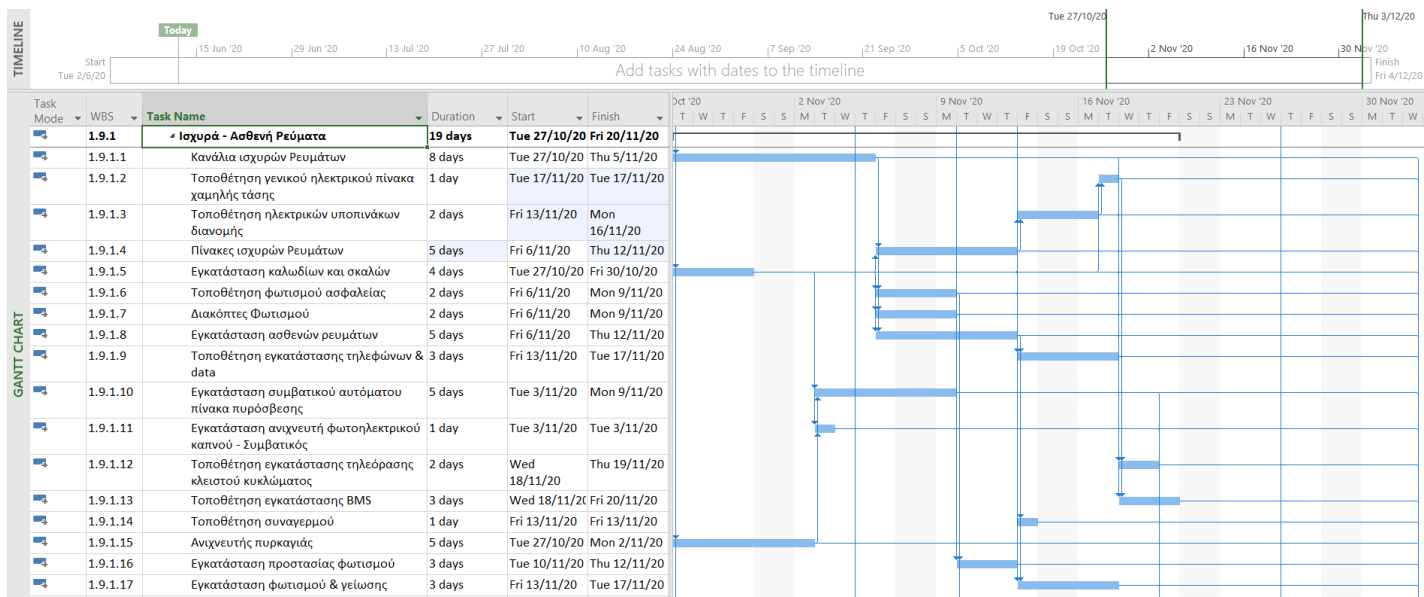 TIMELINE
Tue 27/10/20 Thu 3/12/20
Today
15 Jun '20 29 Jun '20 13 Jul '20 27 Jul '20 10 Aug '20 24 Aug '20 7 Sep '20 21 Sep '20 5 Oct '20 19 Oct '20 2 Nov '20 16 Nov '20 30 Nov '20
Start
Tue 2/6/20
Add tasks with dates to the timeline
Finish
Fri 4/12/20
GANTT CHART
Task
Mode WBS Task Name Duration Start Finish
Oct '20 2 Nov '20 9 Nov '20 16 Nov '20 23 Nov '20 30 Nov '20
T W T F S S M T W T F S S M T W T F S S M T W T F S S M T W T F S S M T W
1.9.1 Ισχυρά - Ασθενή Ρεύματα 19 days Tue 27/10/20 Fri 20/11/20
1.9.1.1 Κανάλια ισχυρών Ρευμάτων 8 days Tue 27/10/20 Thu 5/11/20
1.9.1.2 Τοποθέτηση γενικού ηλεκτρικού πίνακα 1 day Tue 17/11/20 Tue 17/11/20
χαμηλής τάσης
1.9.1.3 Τοποθέτηση ηλεκτρικών υποπινάκων 2 days Fri 13/11/20 Mon
διανομής 16/11/20
1.9.1.4 Πίνακες ισχυρών Ρευμάτων 5 days Fri 6/11/20 Thu 12/11/20
1.9.1.5 Εγκατάσταση καλωδίων και σκαλών 4 days Tue 27/10/20 Fri 30/10/20
1.9.1.6 Τοποθέτηση φωτισμού ασφαλείας 2 days Fri 6/11/20 Mon 9/11/20
1.9.1.7 Διακόπτες Φωτισμού 2 days Fri 6/11/20 Mon 9/11/20
1.9.1.8 Εγκατάσταση ασθενών ρευμάτων 5 days Fri 6/11/20 Thu 12/11/20
1.9.1.9 Τοποθέτηση εγκατάστασης τηλεφώνων & 3 days Fri 13/11/20 Tue 17/11/20
data
1.9.1.10 Εγκατάσταση συμβατικού αυτόματου 5 days Tue 3/11/20 Mon 9/11/20
πίνακα πυρόσβεσης
1.9.1.11 Εγκατάσταση ανιχνευτή φωτοηλεκτρικού 1 day Tue 3/11/20 Tue 3/11/20
καπνού - Συμβατικός
1.9.1.12 Τοποθέτηση εγκατάστασης τηλεόρασης 2 days Wed Thu 19/11/20
κλειστού κυκλώματος 18/11/20
1.9.1.13 Τοποθέτηση εγκατάστασης BMS 3 days Wed 18/11/20 Fri 20/11/20
1.9.1.14 Τοποθέτηση συναγερμού 1 day Fri 13/11/20 Fri 13/11/20
1.9.1.15 Ανιχνευτής πυρκαγιάς 5 days Tue 27/10/20 Mon 2/11/20
1.9.1.16 Εγκατάσταση προστασίας φωτισμού 3 days Tue 10/11/20 Thu 12/11/20
1.9.1.17 Εγκατάσταση φωτισμού & γείωσης 3 days Fri 13/11/20 Tue 17/11/20